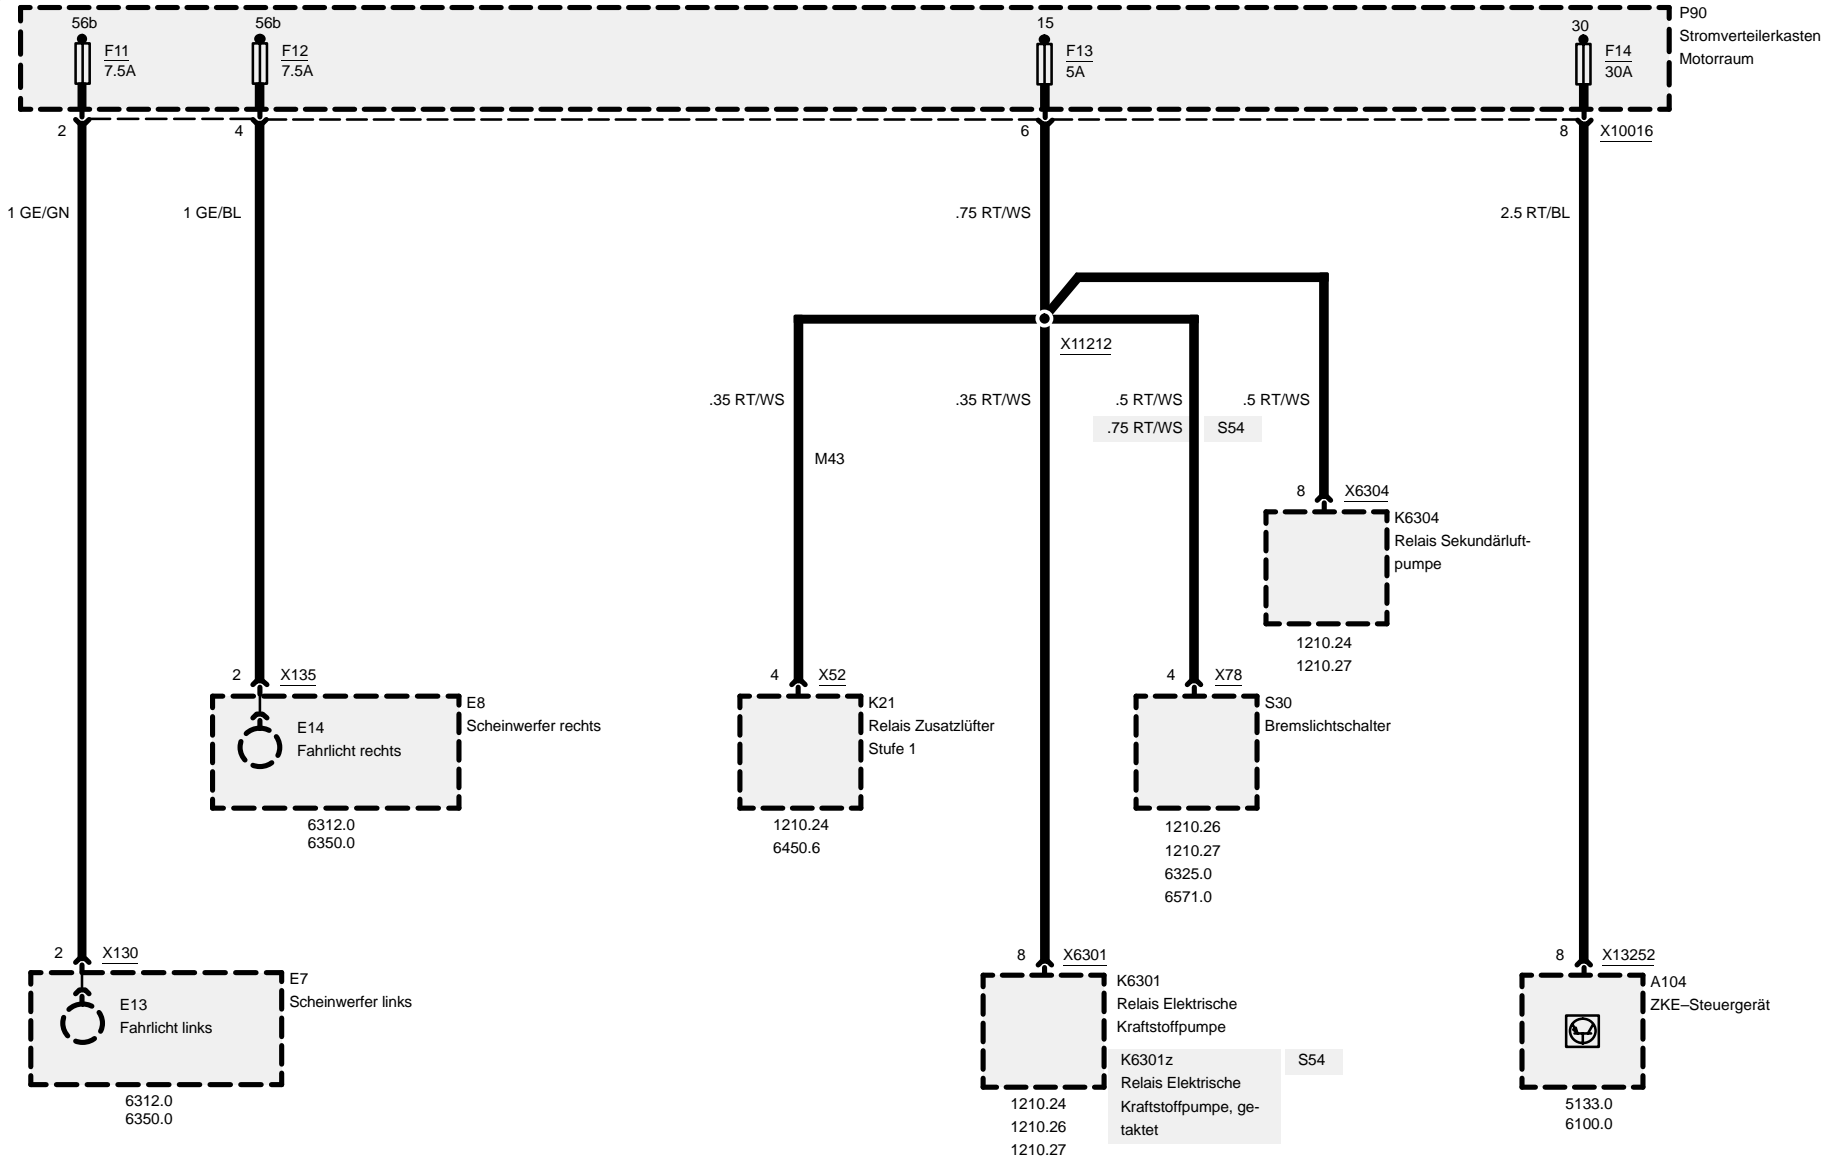 P90
Stromverteilerkasten
Motorraum
56b
F11
7.5A
56b
F12
7.5A
15
F13
5A
30
F14
30A
2
4
6
8
X10016
1 GE/GN
1 GE/BL
.75 RT/WS
2.5 RT/BL
X11212
.35 RT/WS
.35 RT/WS
.5 RT/WS
.5 RT/WS
.75 RT/WS
S54
M43
8
X6304
K6304
Relais Sekundärluft-
pumpe
1210.24
1210.27
2
X135
E8
Scheinwerfer rechts
E14
Fahrlicht rechts
6312.0
6350.0
4
X52
K21
Relais Zusatzlüfter
Stufe 1
1210.24
6450.6
4
X78
S30
Bremslichtschalter
1210.26
1210.27
6325.0
6571.0
2
X130
E7
Scheinwerfer links
E13
Fahrlicht links
6312.0
6350.0
8
X6301
K6301
Relais Elektrische
Kraftstoffpumpe
K6301z
S54
Relais Elektrische
Kraftstoffpumpe, ge-
taktet
1210.24
1210.26
1210.27
8
X13252
A104
ZKE–Steuergerät
5133.0
6100.0